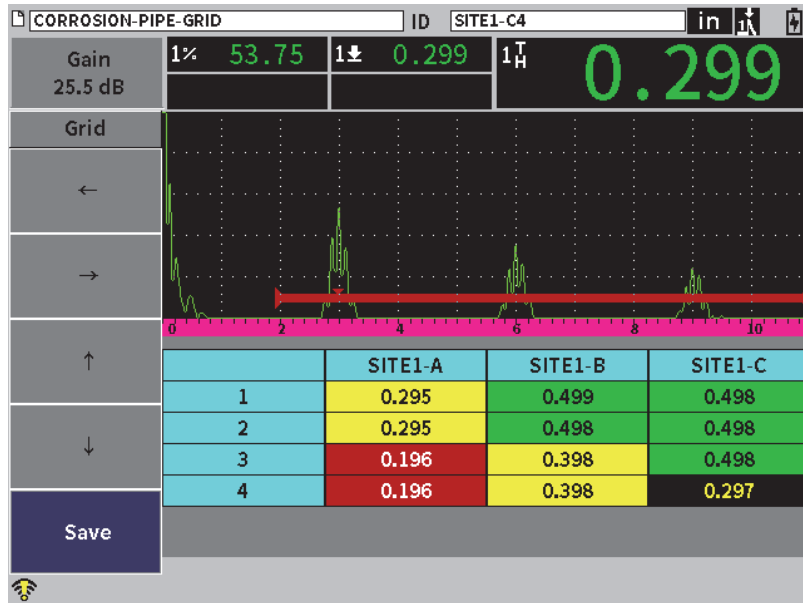 CORROSION-PIPE-GRID ID SITE1-C4 in
Gain 25.5 dB
1% 53.75 1 0.299 1 T H 0.299
Grid
←
→
↑
↓
Save
0 2 4 6 8 10
SITE1-A SITE1-B SITE1-C
1 0.295 0.499 0.498
2 0.295 0.498 0.498
3 0.196 0.398 0.498
4 0.196 0.398 0.297